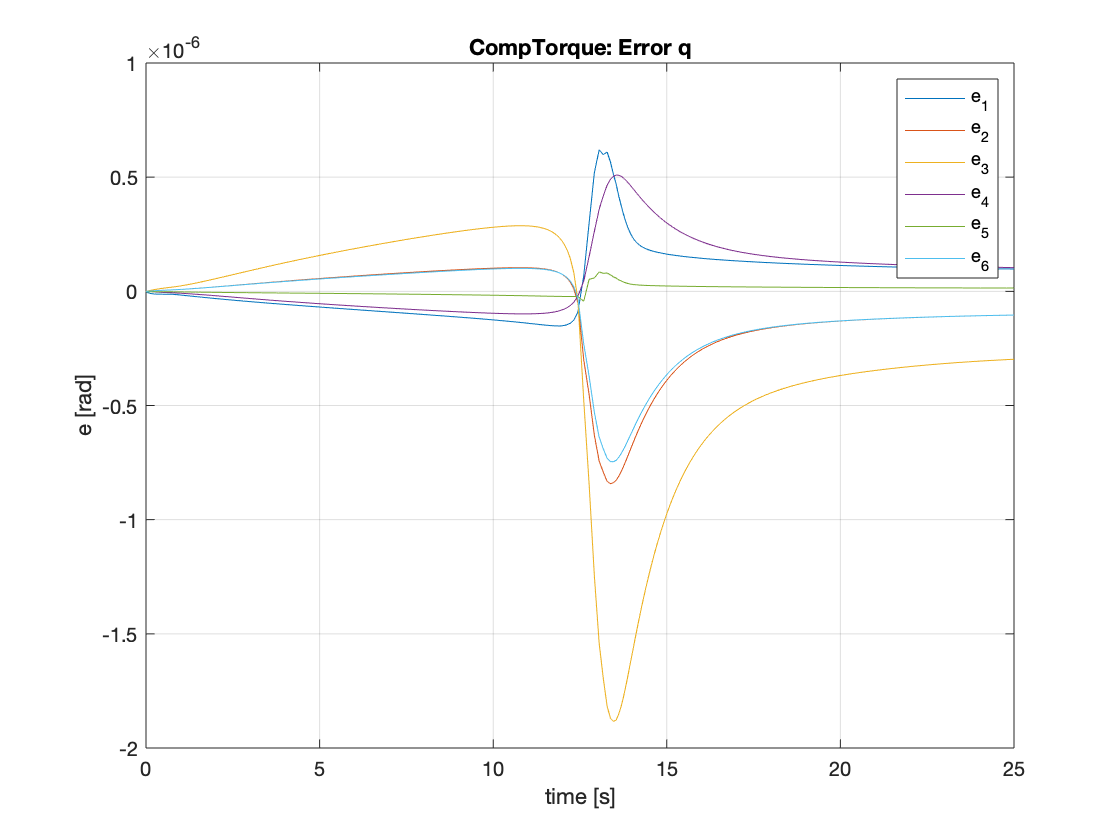 CompTorque: Error q
×10⁻⁶
1
0.5
0
-0.5
-1
-1.5
-2
e [rad]
0 5 10 15 20 25
time [s]
e₁
e₂
e₃
e₄
e₅
e₆